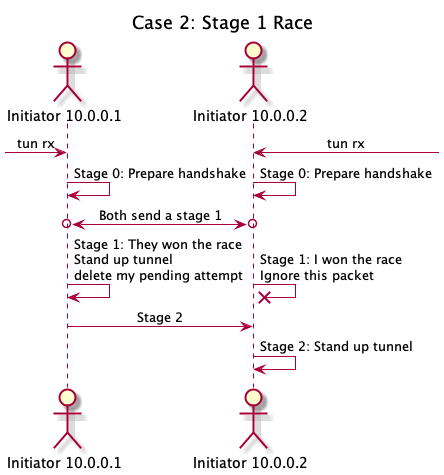 Case 2: Stage 1 Race
Initiator 10.0.0.1
Initiator 10.0.0.2
tun rx
tun rx
Stage 0: Prepare handshake
Stage 0: Prepare handshake
Both send a stage 1
Stage 1: They won the race
Stand up tunnel
delete my pending attempt
Stage 1: I won the race
Ignore this packet
Stage 2
Stage 2: Stand up tunnel
Initiator 10.0.0.1
Initiator 10.0.0.2